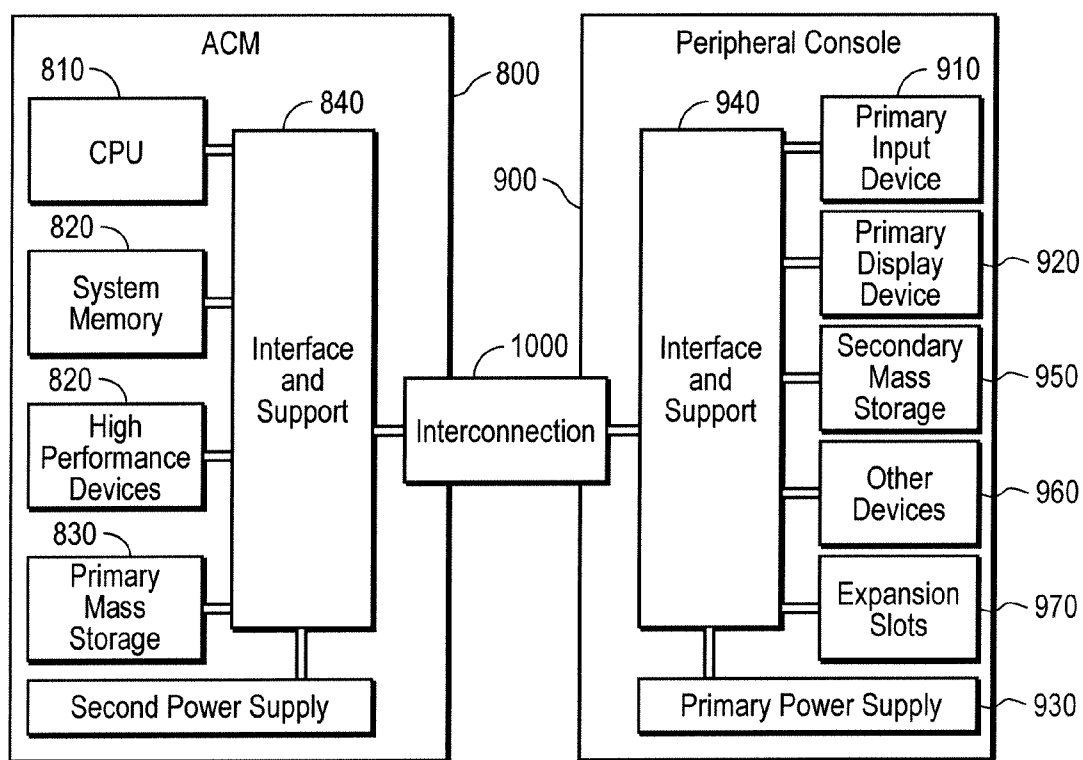 ACM
800
810
CPU
820
System
Memory
820
High
Performance
Devices
830
Primary
Mass
Storage
840
Interface
and
Support
Second Power Supply
1000
Interconnection
Peripheral Console
900
940
Interface
and
Support
910
Primary
Input
Device
Primary
Display
Device
920
Secondary
Mass
Storage
950
Other
Devices
960
Expansion
Slots
970
Primary Power Supply
930